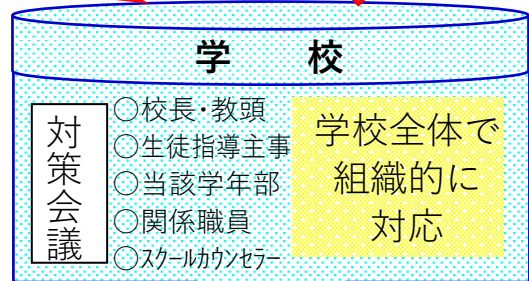 学　校
対策会議
○校長・教頭
○生徒指導主事
○当該学年部
○関係職員
○スクールカウンセラー
学校全体で
組織的に
対応